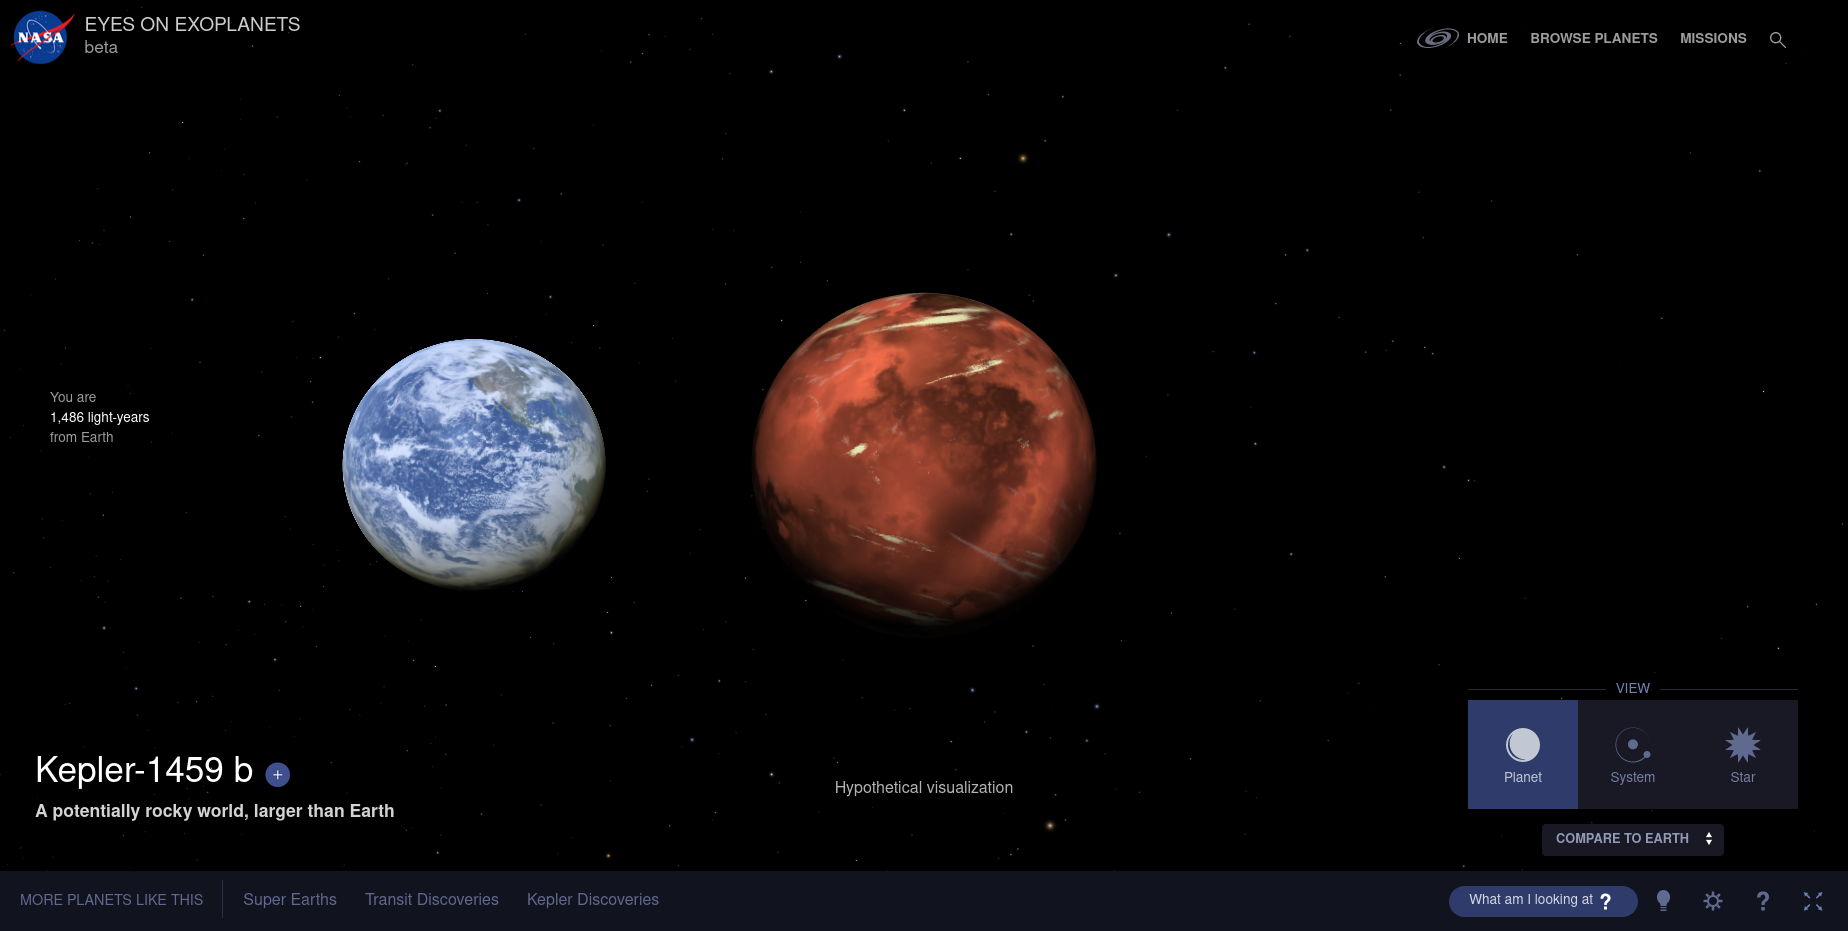 NASA
EYES ON EXOPLANETS
beta
HOME
BROWSE PLANETS
MISSIONS
You are
1,486 light-years
from Earth
VIEW
Planet
System
Star
COMPARE TO EARTH
Kepler-1459 b +
A potentially rocky world, larger than Earth
Hypothetical visualization
MORE PLANETS LIKE THIS
Super Earths
Transit Discoveries
Kepler Discoveries
What am I looking at ?
?